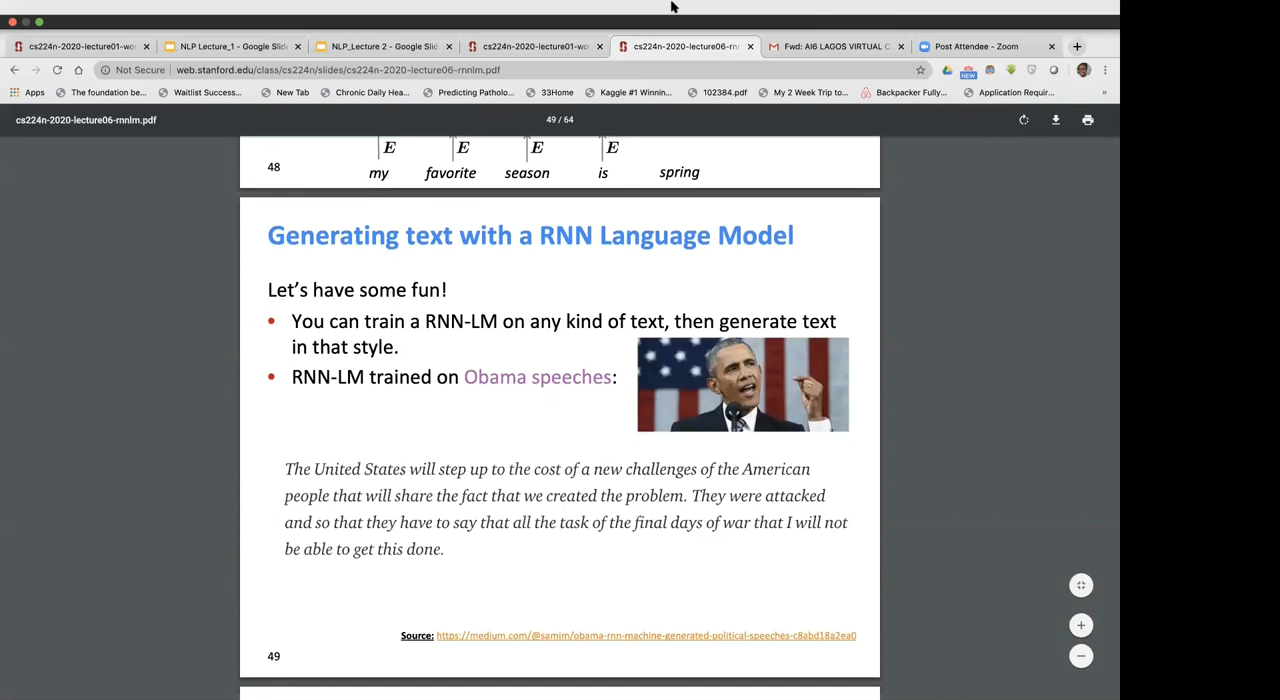 cs224n-2020-lecture01-wo
NLP Lecture_1 - Google Slide
NLP_Lecture 2 - Google Slid
cs224n-2020-lecture01-wo
cs224n-2020-lecture06-rn
Fwd: AI6 LAGOS VIRTUAL C
Post Attendee - Zoom
Not Secure | web.stanford.edu/class/cs224n/slides/cs224n-2020-lecture06-rnnlm.pdf
NEW
Apps
The foundation be...
Waitlist Success...
New Tab
Chronic Daily Hea...
Predicting Patholo...
33Home
Kaggle #1 Winnin...
102384.pdf
My 2 Week Trip to...
Backpacker Fully...
Application Requir...
»
cs224n-2020-lecture06-rnnlm.pdf
49 / 64
E E E E
48
my favorite season is spring
Generating text with a RNN Language Model
Let's have some fun!
• You can train a RNN-LM on any kind of text, then generate text
in that style.
• RNN-LM trained on Obama speeches:
The United States will step up to the cost of a new challenges of the American
people that will share the fact that we created the problem. They were attacked
and so that they have to say that all the task of the final days of war that I will not
be able to get this done.
Source: https://medium.com/@samim/obama-rnn-machine-generated-political-speeches-c8abd18a2ea0
49